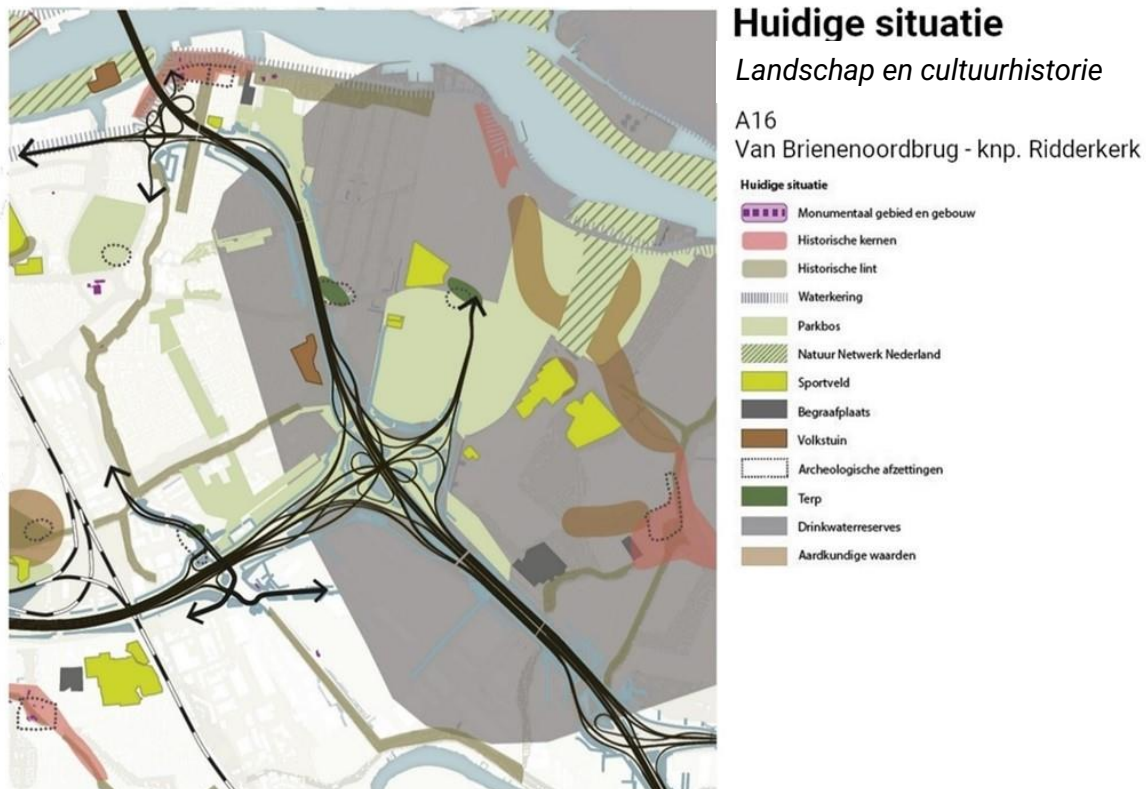 Huidige situatie
Landschap en cultuurhistorie
A16
Van Brienenoordbrug - knp. Ridderkerk
Huidige situatie
Monumentaal gebied en gebouw
Historische kernen
Historische lint
Waterkering
Parkbos
Natuur Netwerk Nederland
Sportveld
Begraafplaats
Volkstuin
Archeologische afzettingen
Terp
Drinkwaterreserves
Aardkundige waarden